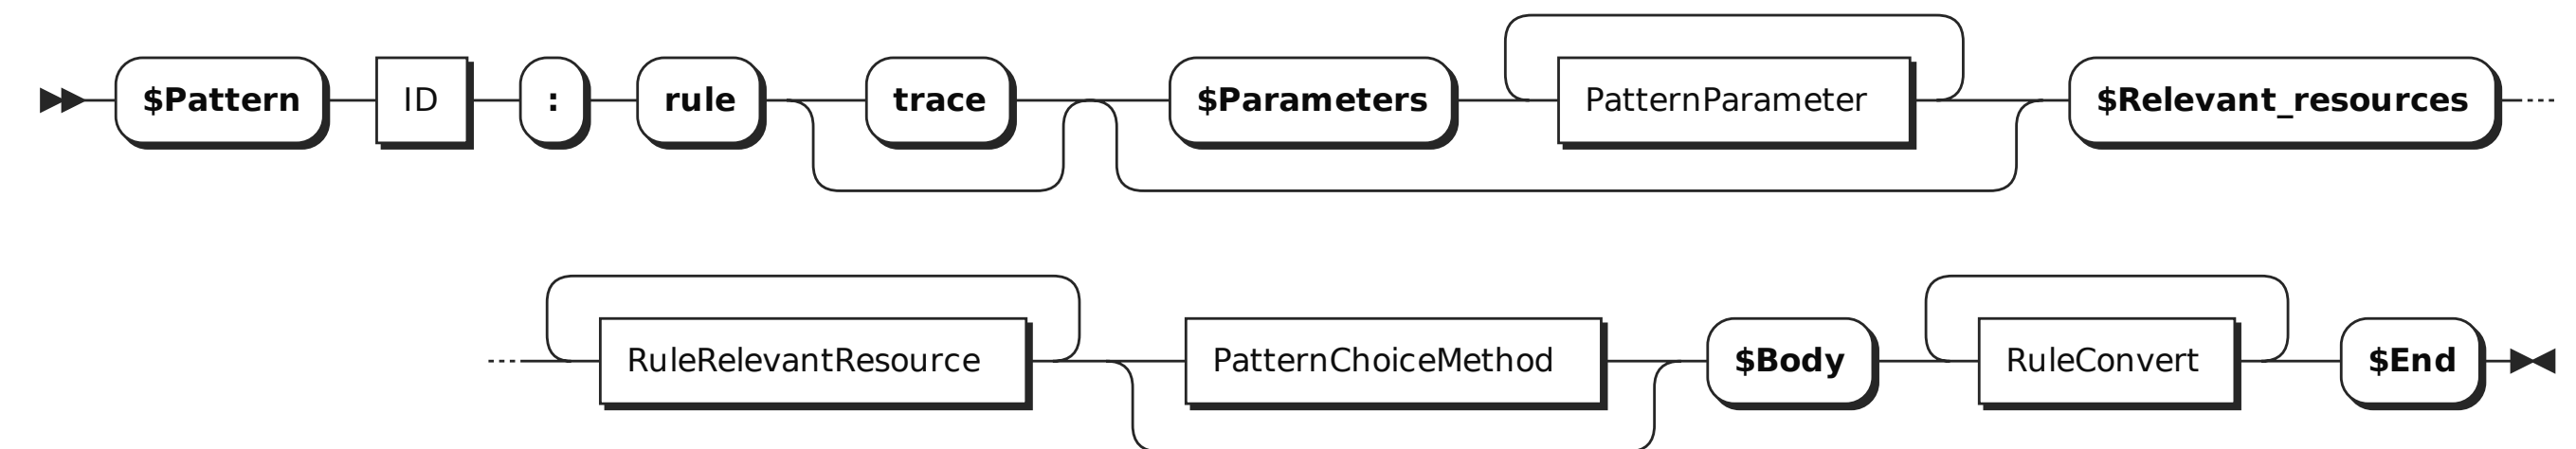 $Pattern ID : rule trace $Parameters PatternParameter $Relevant_resources
RuleRelevantResource PatternChoiceMethod $Body RuleConvert $End